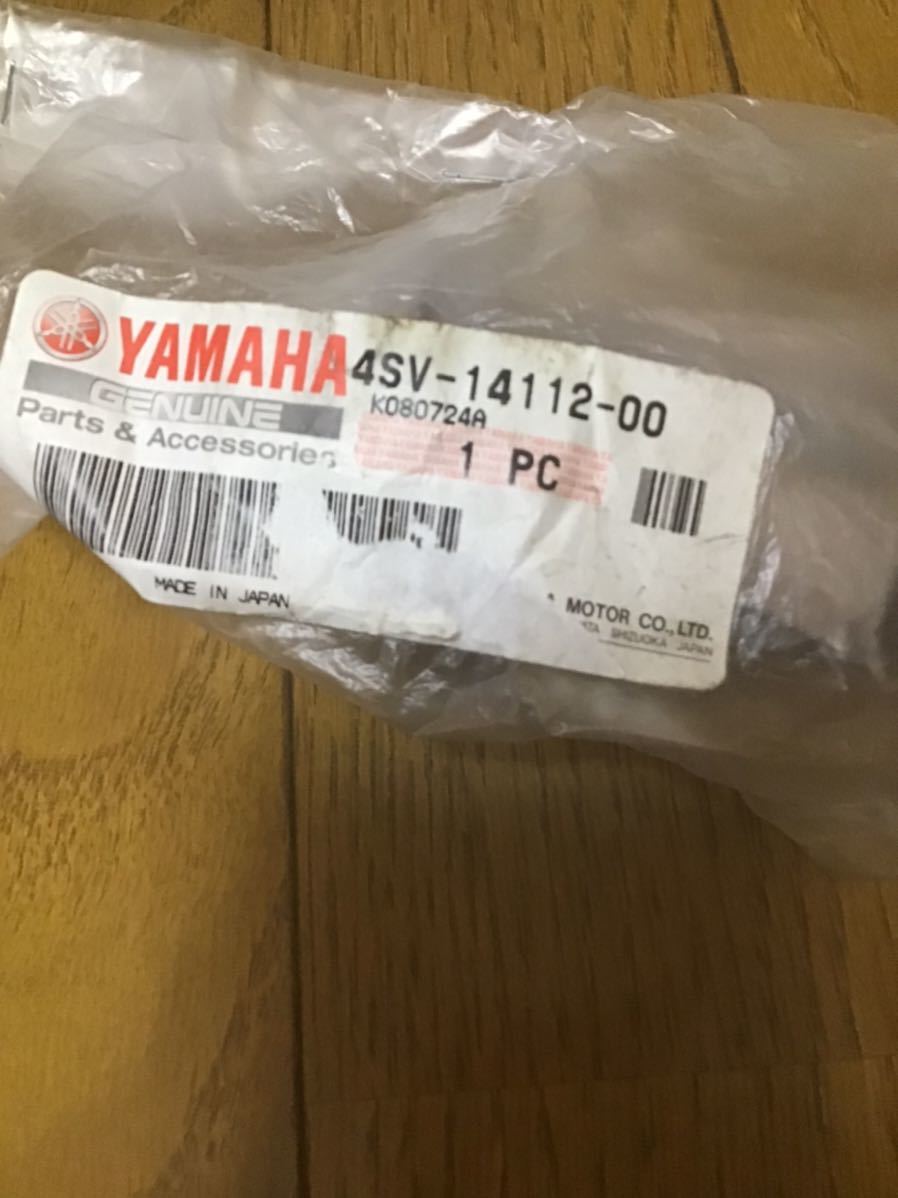 YAMAHA 4SV-14112-00
GENUINE K080724A
Parts & Accessories 1 PC
MADE IN JAPAN MOTOR CO., LTD.
SHIZUOKA JAPAN